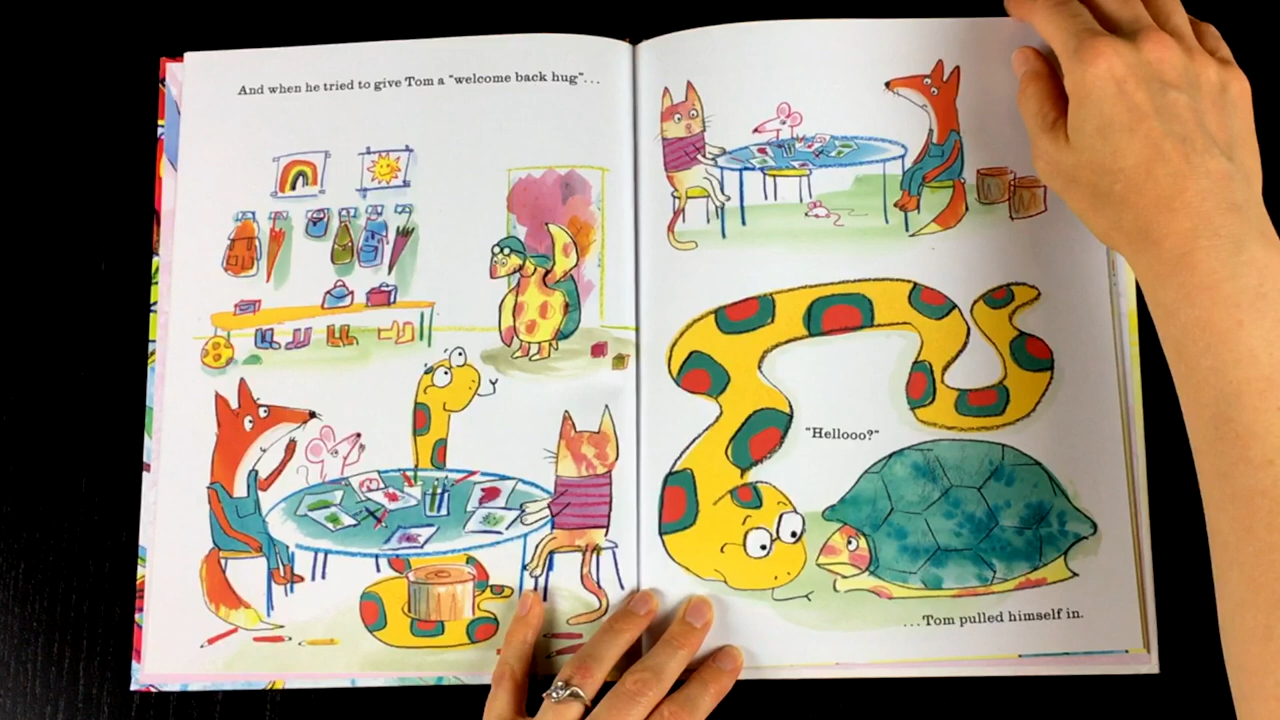 And when he tried to give Tom a "welcome back hug"...
"Hellooo?"
...Tom pulled himself in.